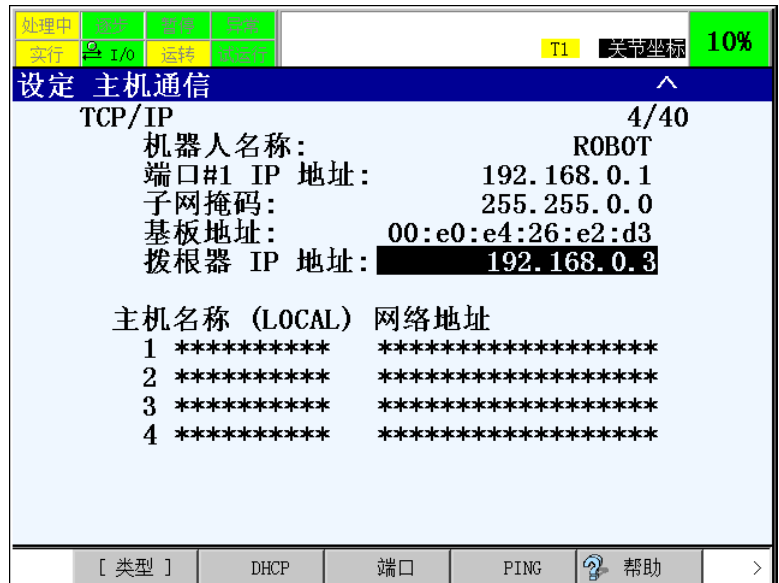 处理中 逐步 暂停 异常
实行 I/O 运转 试运行 T1 关节坐标 10%
设定 主机通信
TCP/IP 4/40
机器人名称: ROBOT
端口#1 IP 地址: 192.168.0.1
子网掩码: 255.255.0.0
基板地址: 00:e0:e4:26:e2:d3
拨根器 IP 地址: 192.168.0.3
主机名称 (LOCAL) 网络地址
1 ********** ******************
2 ********** ******************
3 ********** ******************
4 ********** ******************
[ 类型 ] DHCP 端口 PING 帮助 >